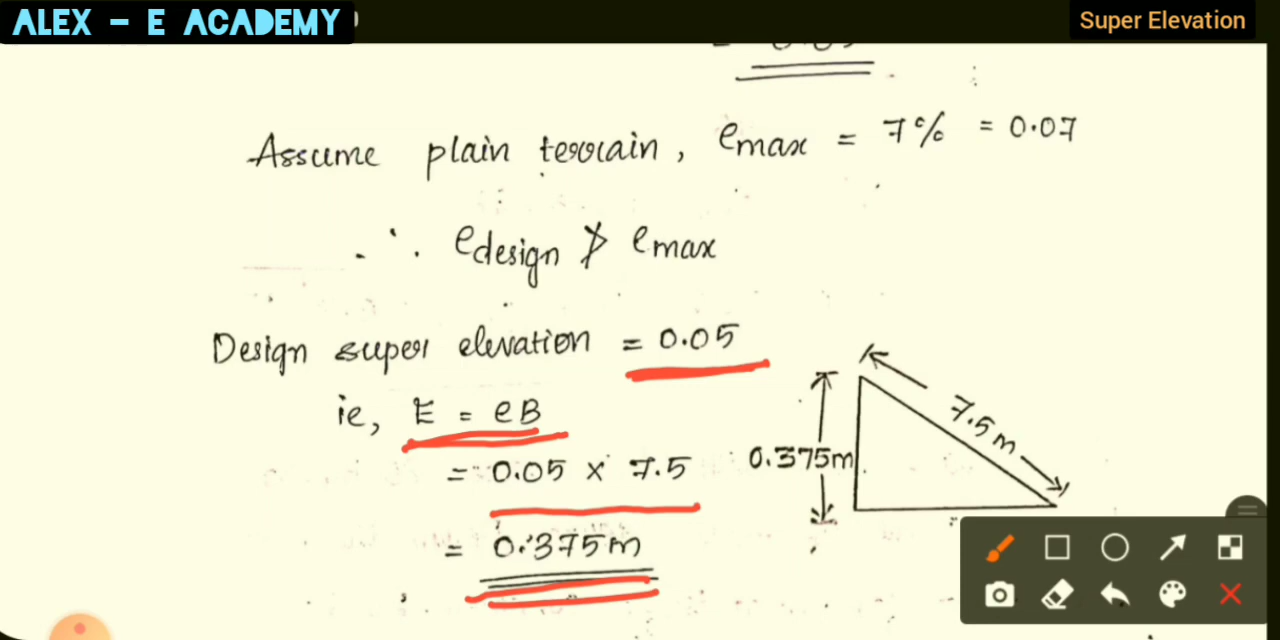 ALEX - E ACADEMY
Super Elevation
Assume plain terrain, emax = 7% = 0.07
∴ edesign ≯ emax
Design super elevation = 0.05
ie, E = eB
= 0.05 x 7.5
= 0.375m
0.375m
7.5m